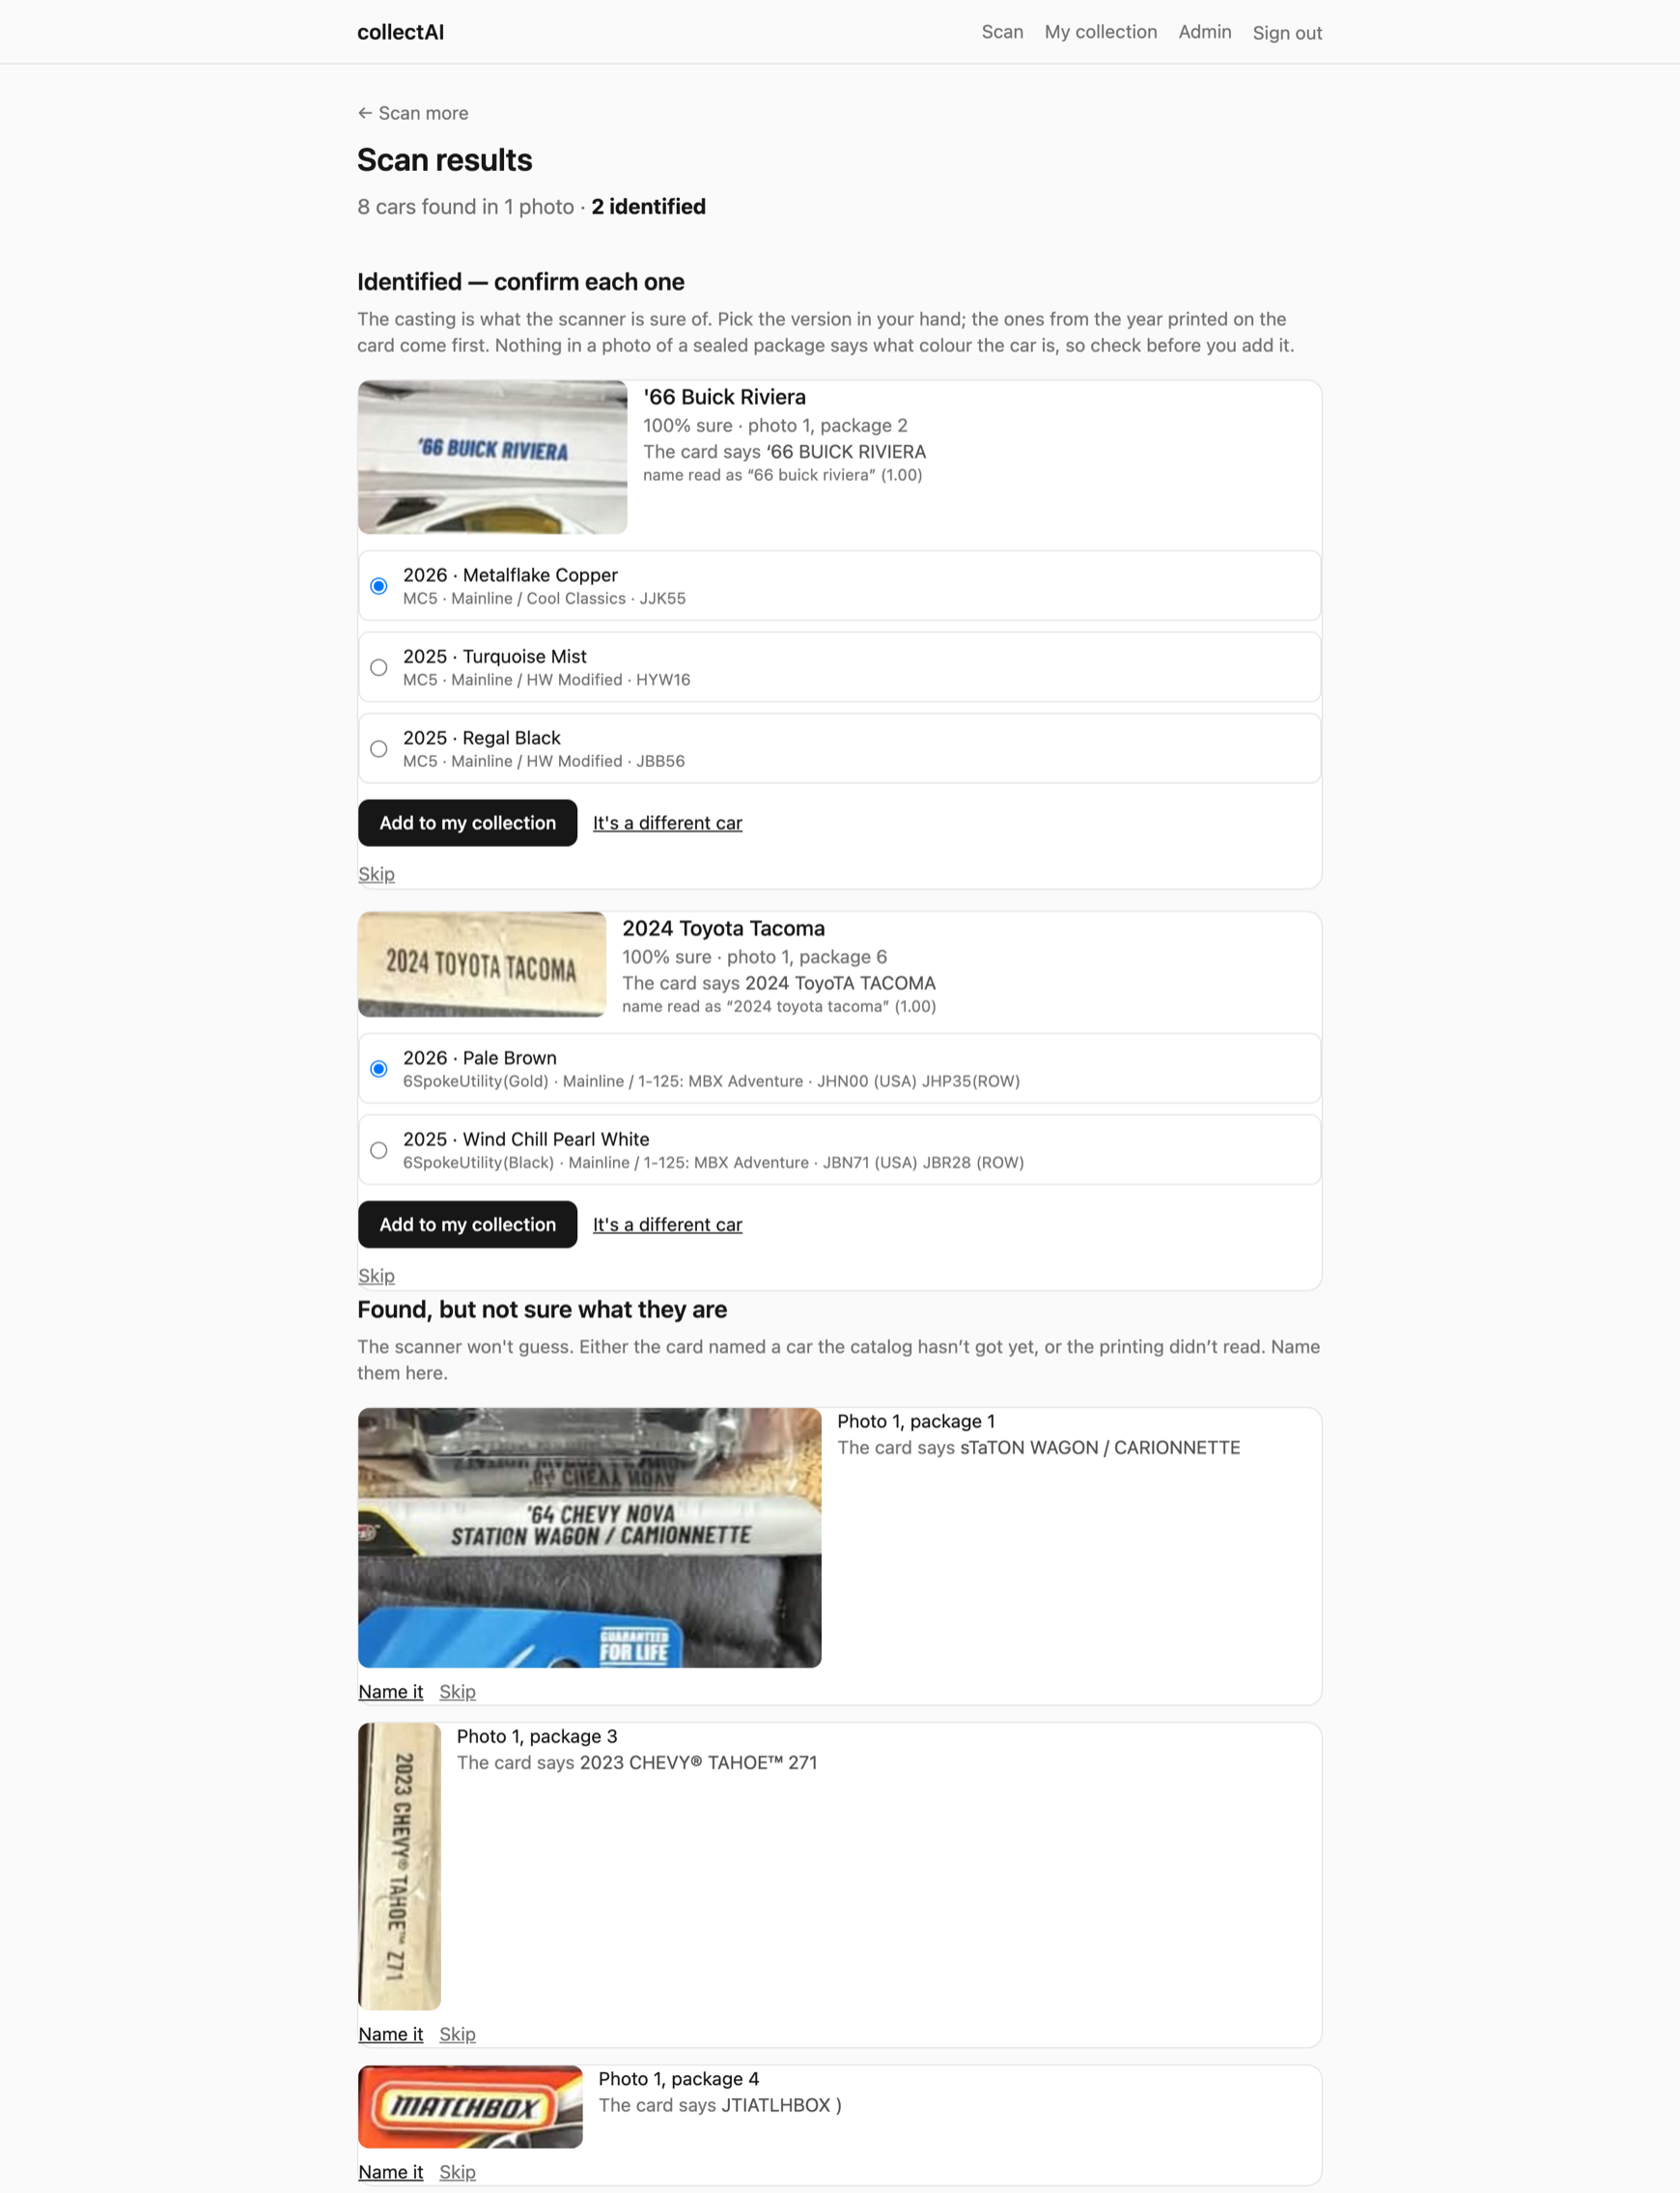 collectAI
Scan
My collection
Admin
Sign out
← Scan more
Scan results
8 cars found in 1 photo · 2 identified
Identified — confirm each one
The casting is what the scanner is sure of. Pick the version in your hand; the ones from the year printed on the
card come first. Nothing in a photo of a sealed package says what colour the car is, so check before you add it.
'66 BUICK RIVIERA
'66 Buick Riviera
100% sure · photo 1, package 2
The card says ‘66 BUICK RIVIERA
name read as “66 buick riviera” (1.00)
2026 · Metalflake Copper
MC5 · Mainline / Cool Classics · JJK55
2025 · Turquoise Mist
MC5 · Mainline / HW Modified · HYW16
2025 · Regal Black
MC5 · Mainline / HW Modified · JBB56
Add to my collection
It's a different car
Skip
2024 TOYOTA TACOMA
2024 Toyota Tacoma
100% sure · photo 1, package 6
The card says 2024 ToyoTA TACOMA
name read as “2024 toyota tacoma” (1.00)
2026 · Pale Brown
6SpokeUtility(Gold) · Mainline / 1-125: MBX Adventure · JHN00 (USA) JHP35(ROW)
2025 · Wind Chill Pearl White
6SpokeUtility(Black) · Mainline / 1-125: MBX Adventure · JBN71 (USA) JBR28 (ROW)
Add to my collection
It's a different car
Skip
Found, but not sure what they are
The scanner won't guess. Either the card named a car the catalog hasn’t got yet, or the printing didn’t read. Name
them here.
'64 CHEVY NOVA
STATION WAGON / CAMIONNETTE
GUARANTEED
FOR LIFE
Photo 1, package 1
The card says sTaTON WAGON / CARIONNETTE
Name it
Skip
2023 CHEVY® TAHOE™ Z71
Photo 1, package 3
The card says 2023 CHEVY® TAHOE™ 271
Name it
Skip
MATCHBOX
Photo 1, package 4
The card says JTIATLHBOX )
Name it
Skip